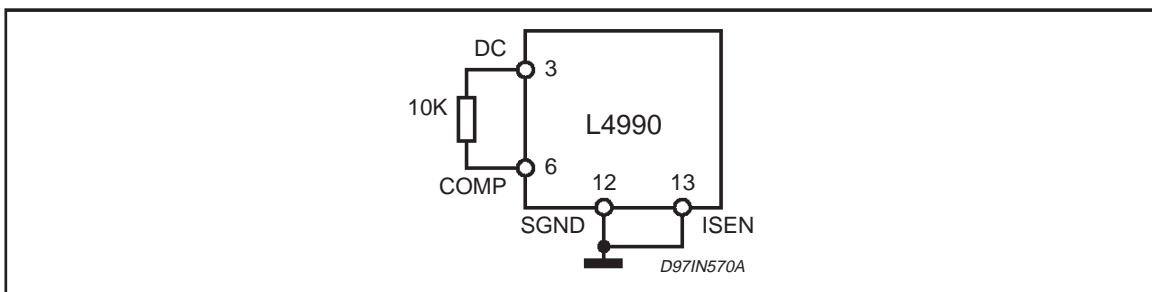 DC
3
10K
L4990
6
COMP
12 13
SGND ISEN
D97IN570A